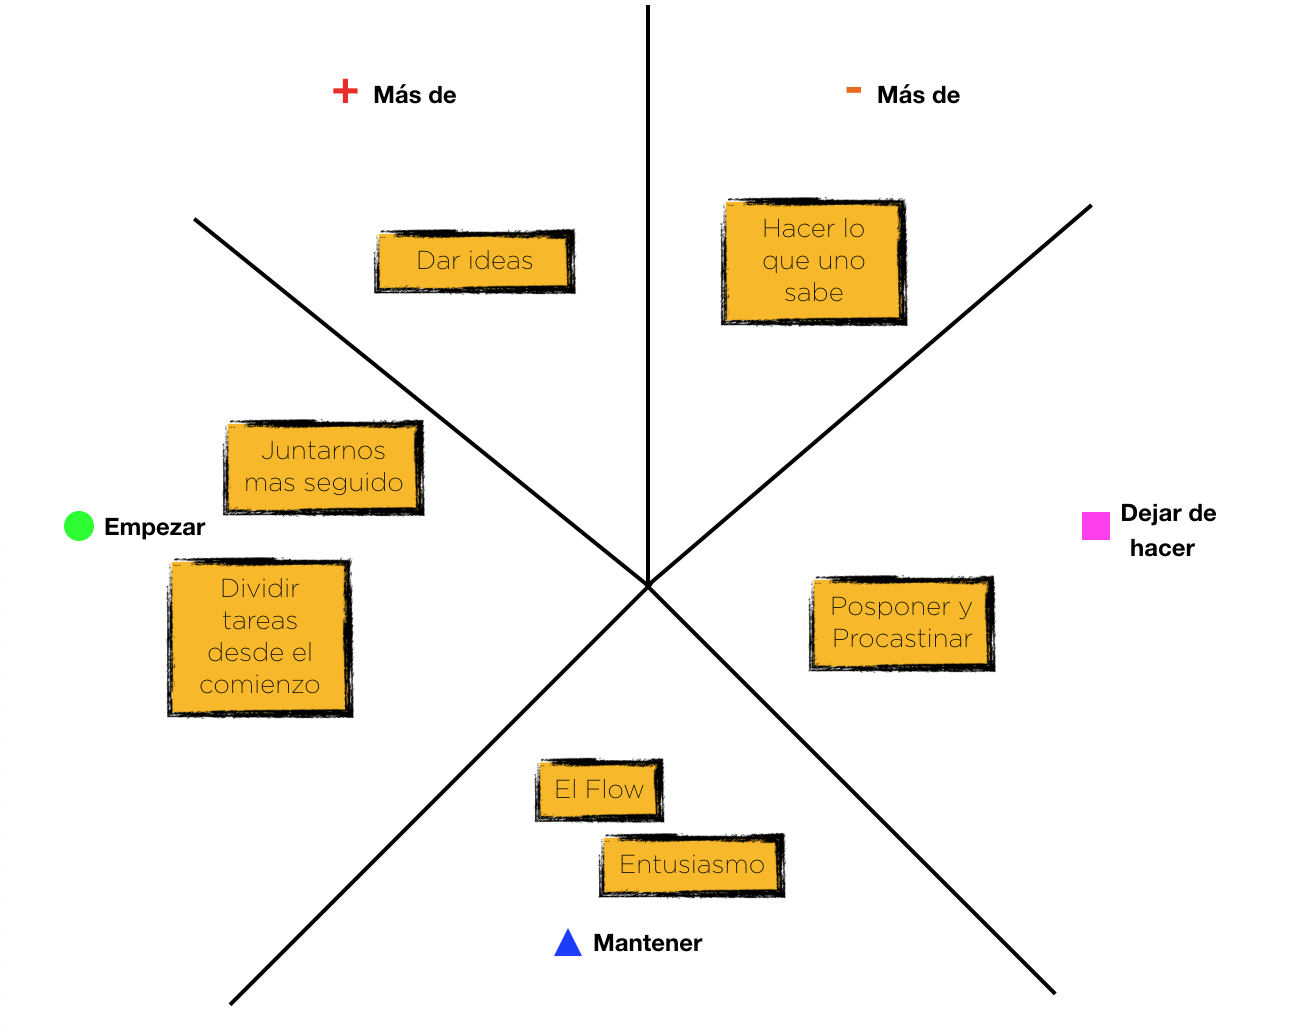 + Más de
- Más de
Dar ideas
Hacer lo
que uno
sabe
Juntarnos
mas seguido
Empezar
Dividir
tareas
desde el
comienzo
Dejar de
hacer
Posponer y
Procastinar
El Flow
Entusiasmo
Mantener